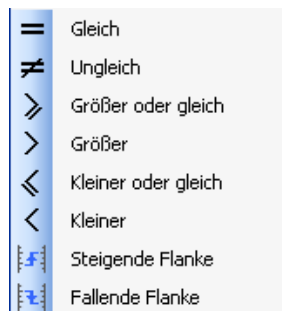 = Gleich
≠ Ungleich
⩾ Größer oder gleich
> Größer
⩽ Kleiner oder gleich
< Kleiner
Steigende Flanke
Fallende Flanke